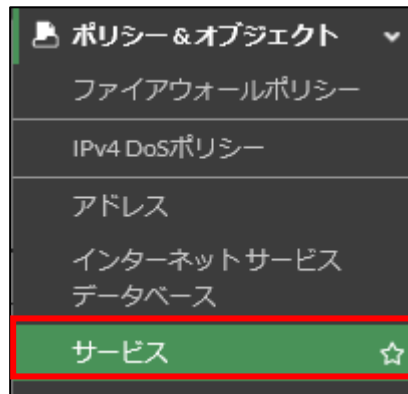 ポリシー＆オブジェクト
ファイアウォールポリシー
IPv4 DoSポリシー
アドレス
インターネットサービス
データベース
サービス